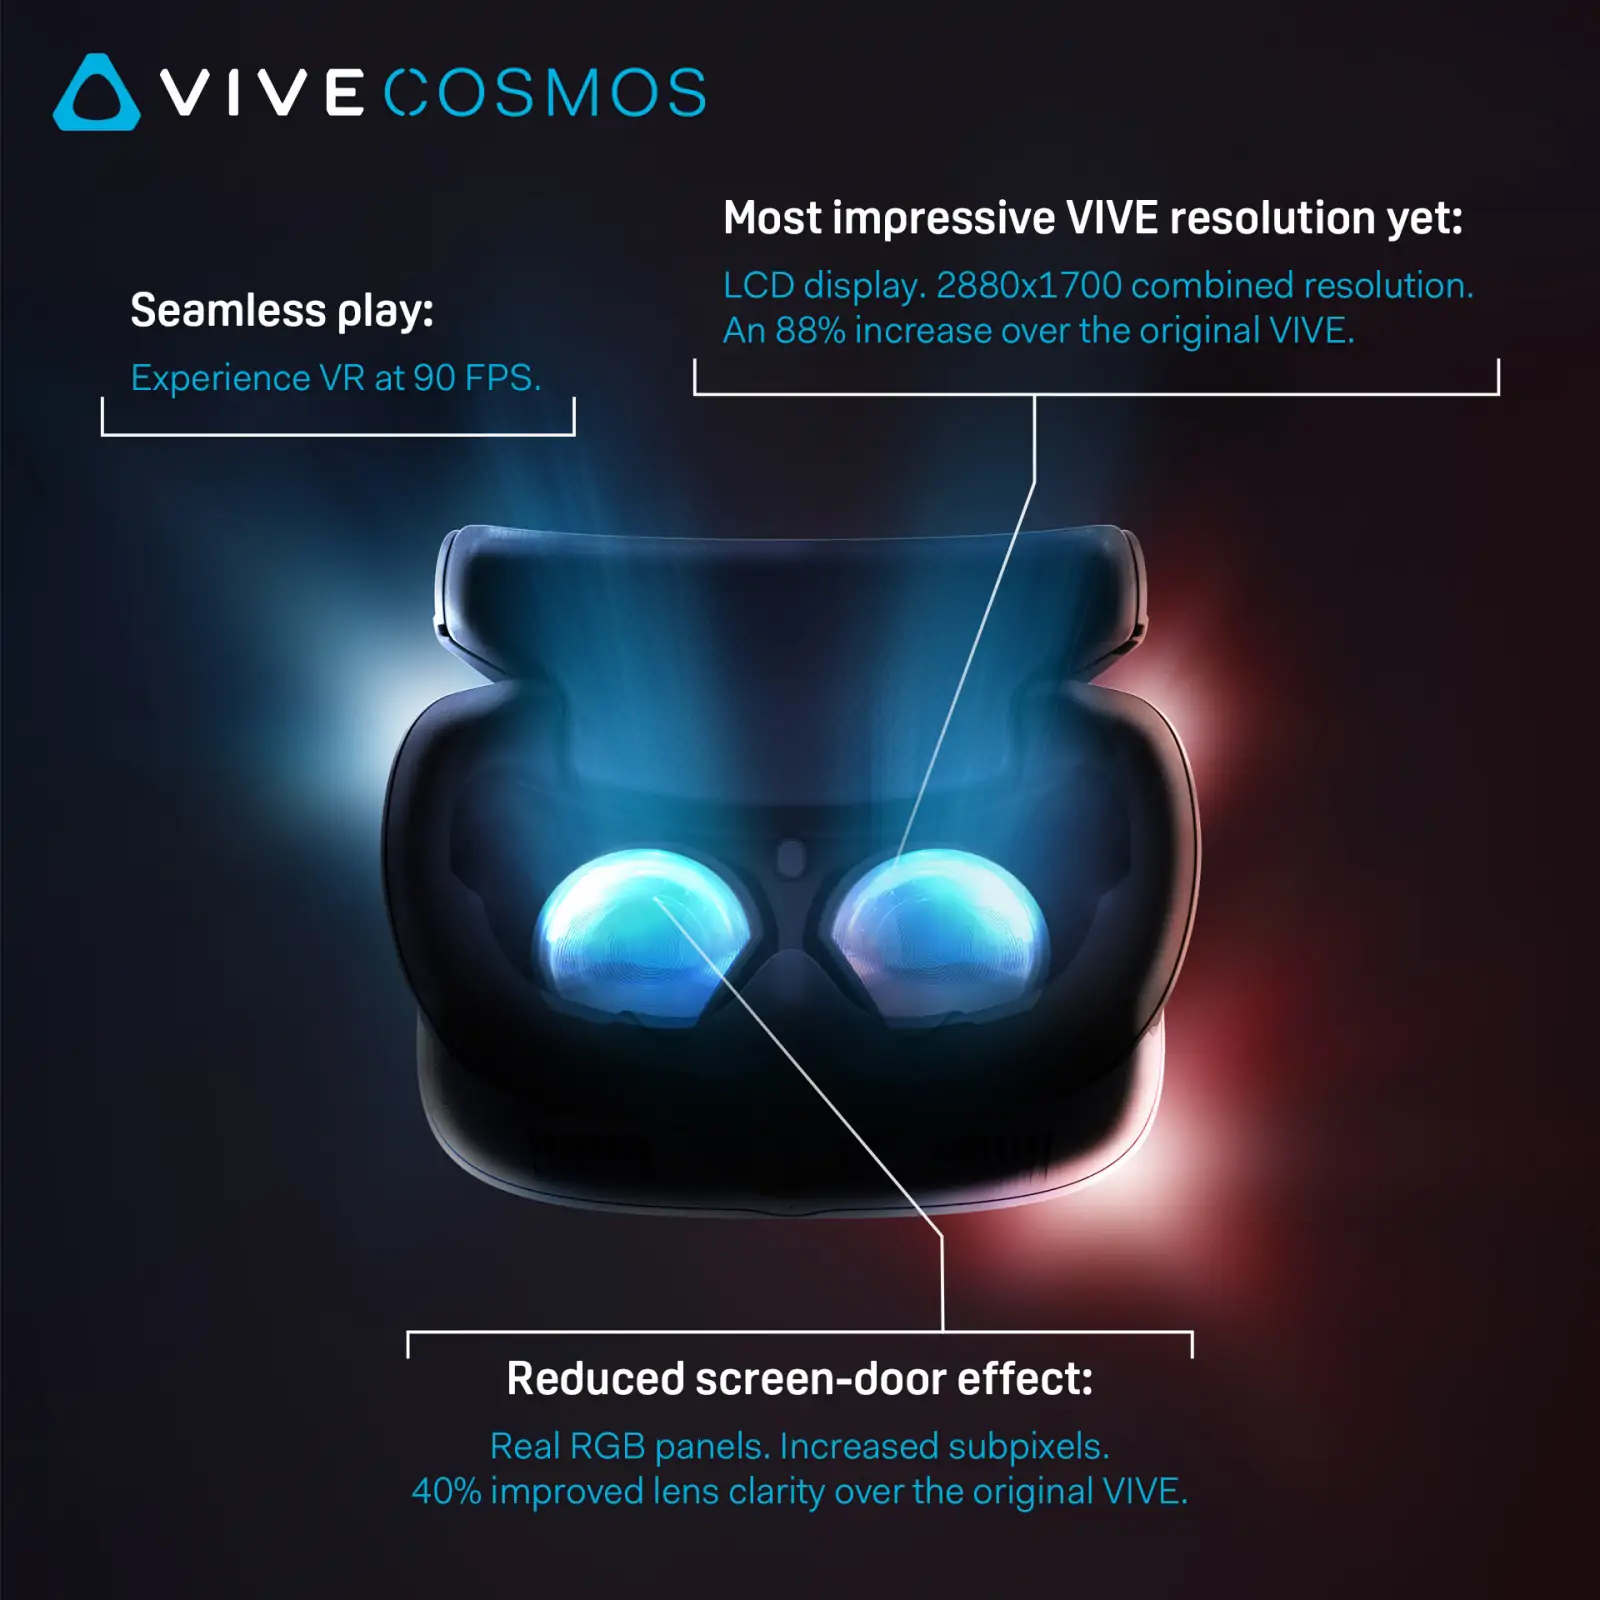 VIVE COSMOS
Most impressive VIVE resolution yet:
LCD display. 2880x1700 combined resolution.
An 88% increase over the original VIVE.
Seamless play:
Experience VR at 90 FPS.
Reduced screen-door effect:
Real RGB panels. Increased subpixels.
40% improved lens clarity over the original VIVE.